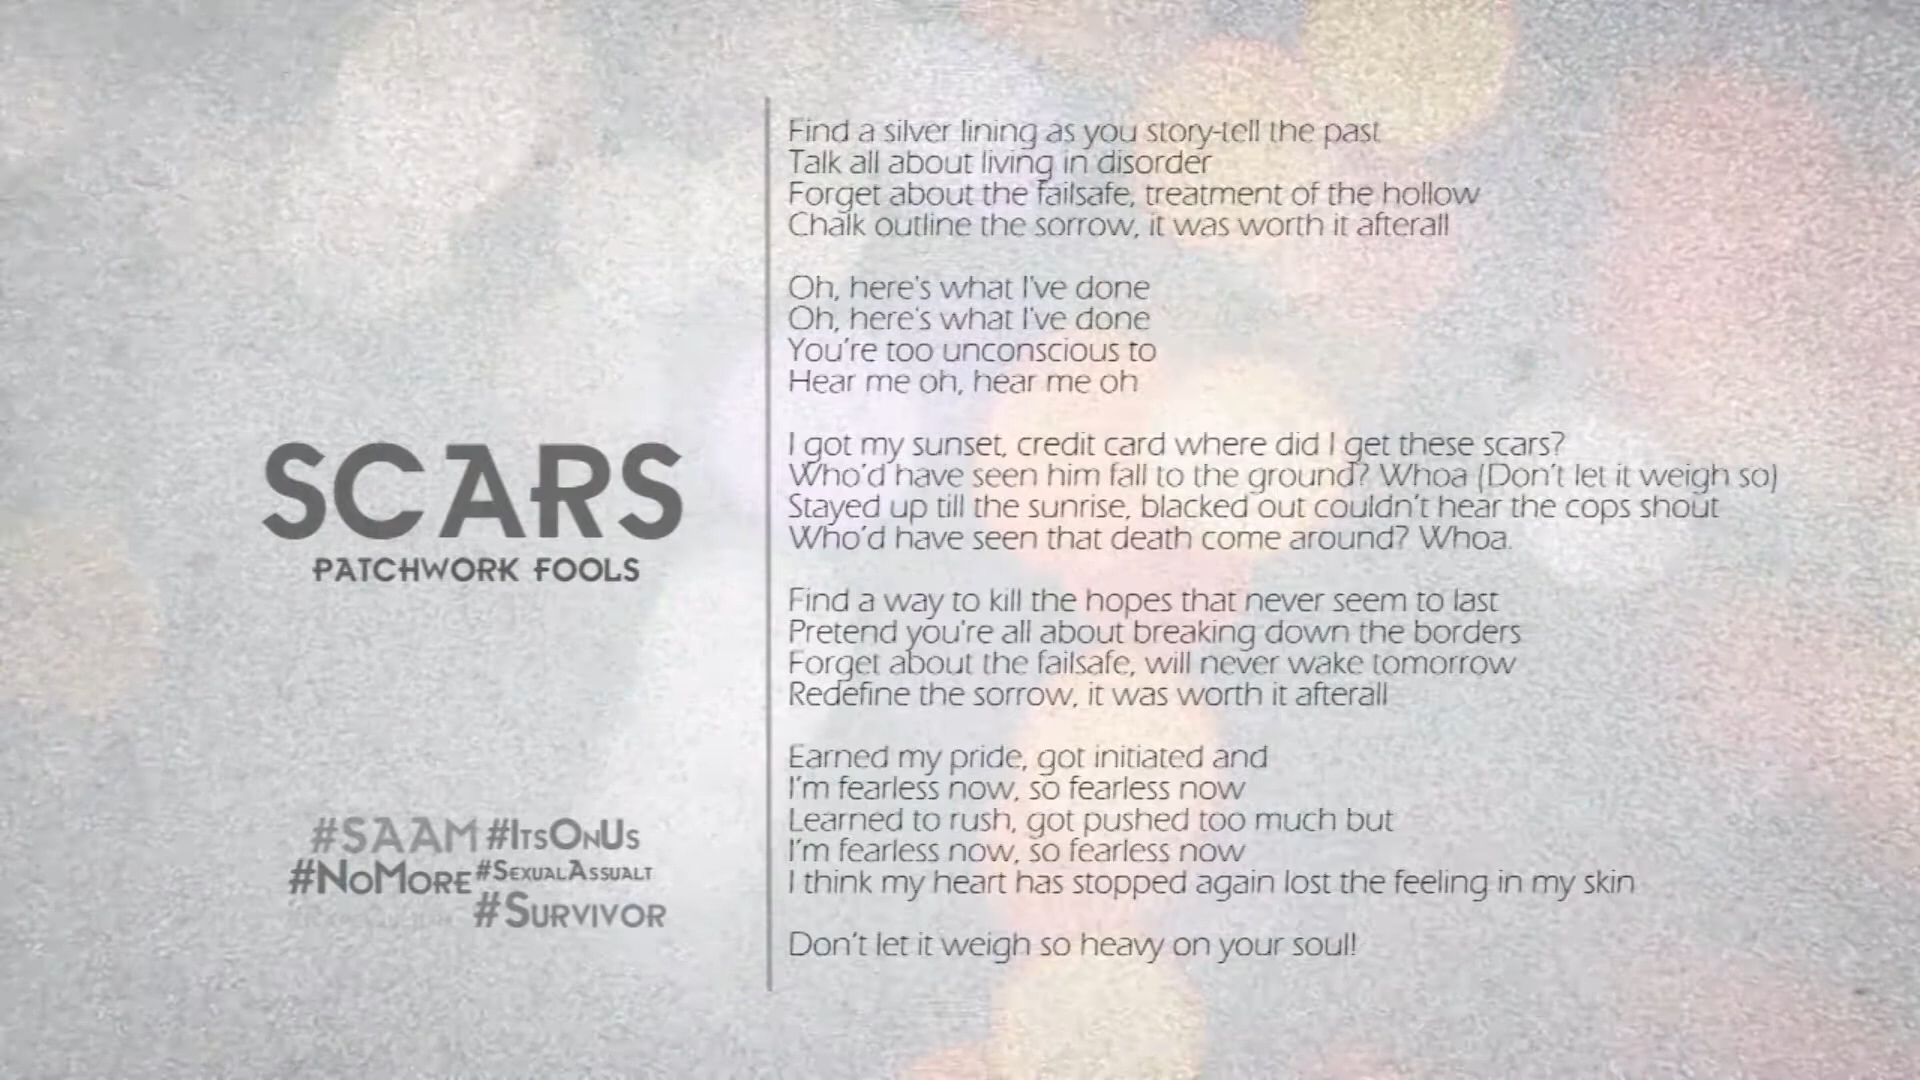 SCARS
PATCHWORK FOOLS
#SAAM #ItsOnUs
#NoMore #SexualAssualt
#Survivor
Find a silver lining as you story-tell the past
Talk all about living in disorder
Forget about the failsafe, treatment of the hollow
Chalk outline the sorrow, it was worth it afterall
Oh, here's what I've done
Oh, here's what I've done
You're too unconscious to
Hear me oh, hear me oh
I got my sunset, credit card where did I get these scars?
Who'd have seen him fall to the ground? Whoa (Don't let it weigh so)
Stayed up till the sunrise, blacked out couldn't hear the cops shout
Who'd have seen that death come around? Whoa.
Find a way to kill the hopes that never seem to last
Pretend you're all about breaking down the borders
Forget about the failsafe, will never wake tomorrow
Redefine the sorrow, it was worth it afterall
Earned my pride, got initiated and
I'm fearless now, so fearless now
Learned to rush, got pushed too much but
I'm fearless now, so fearless now
I think my heart has stopped again lost the feeling in my skin
Don't let it weigh so heavy on your soul!